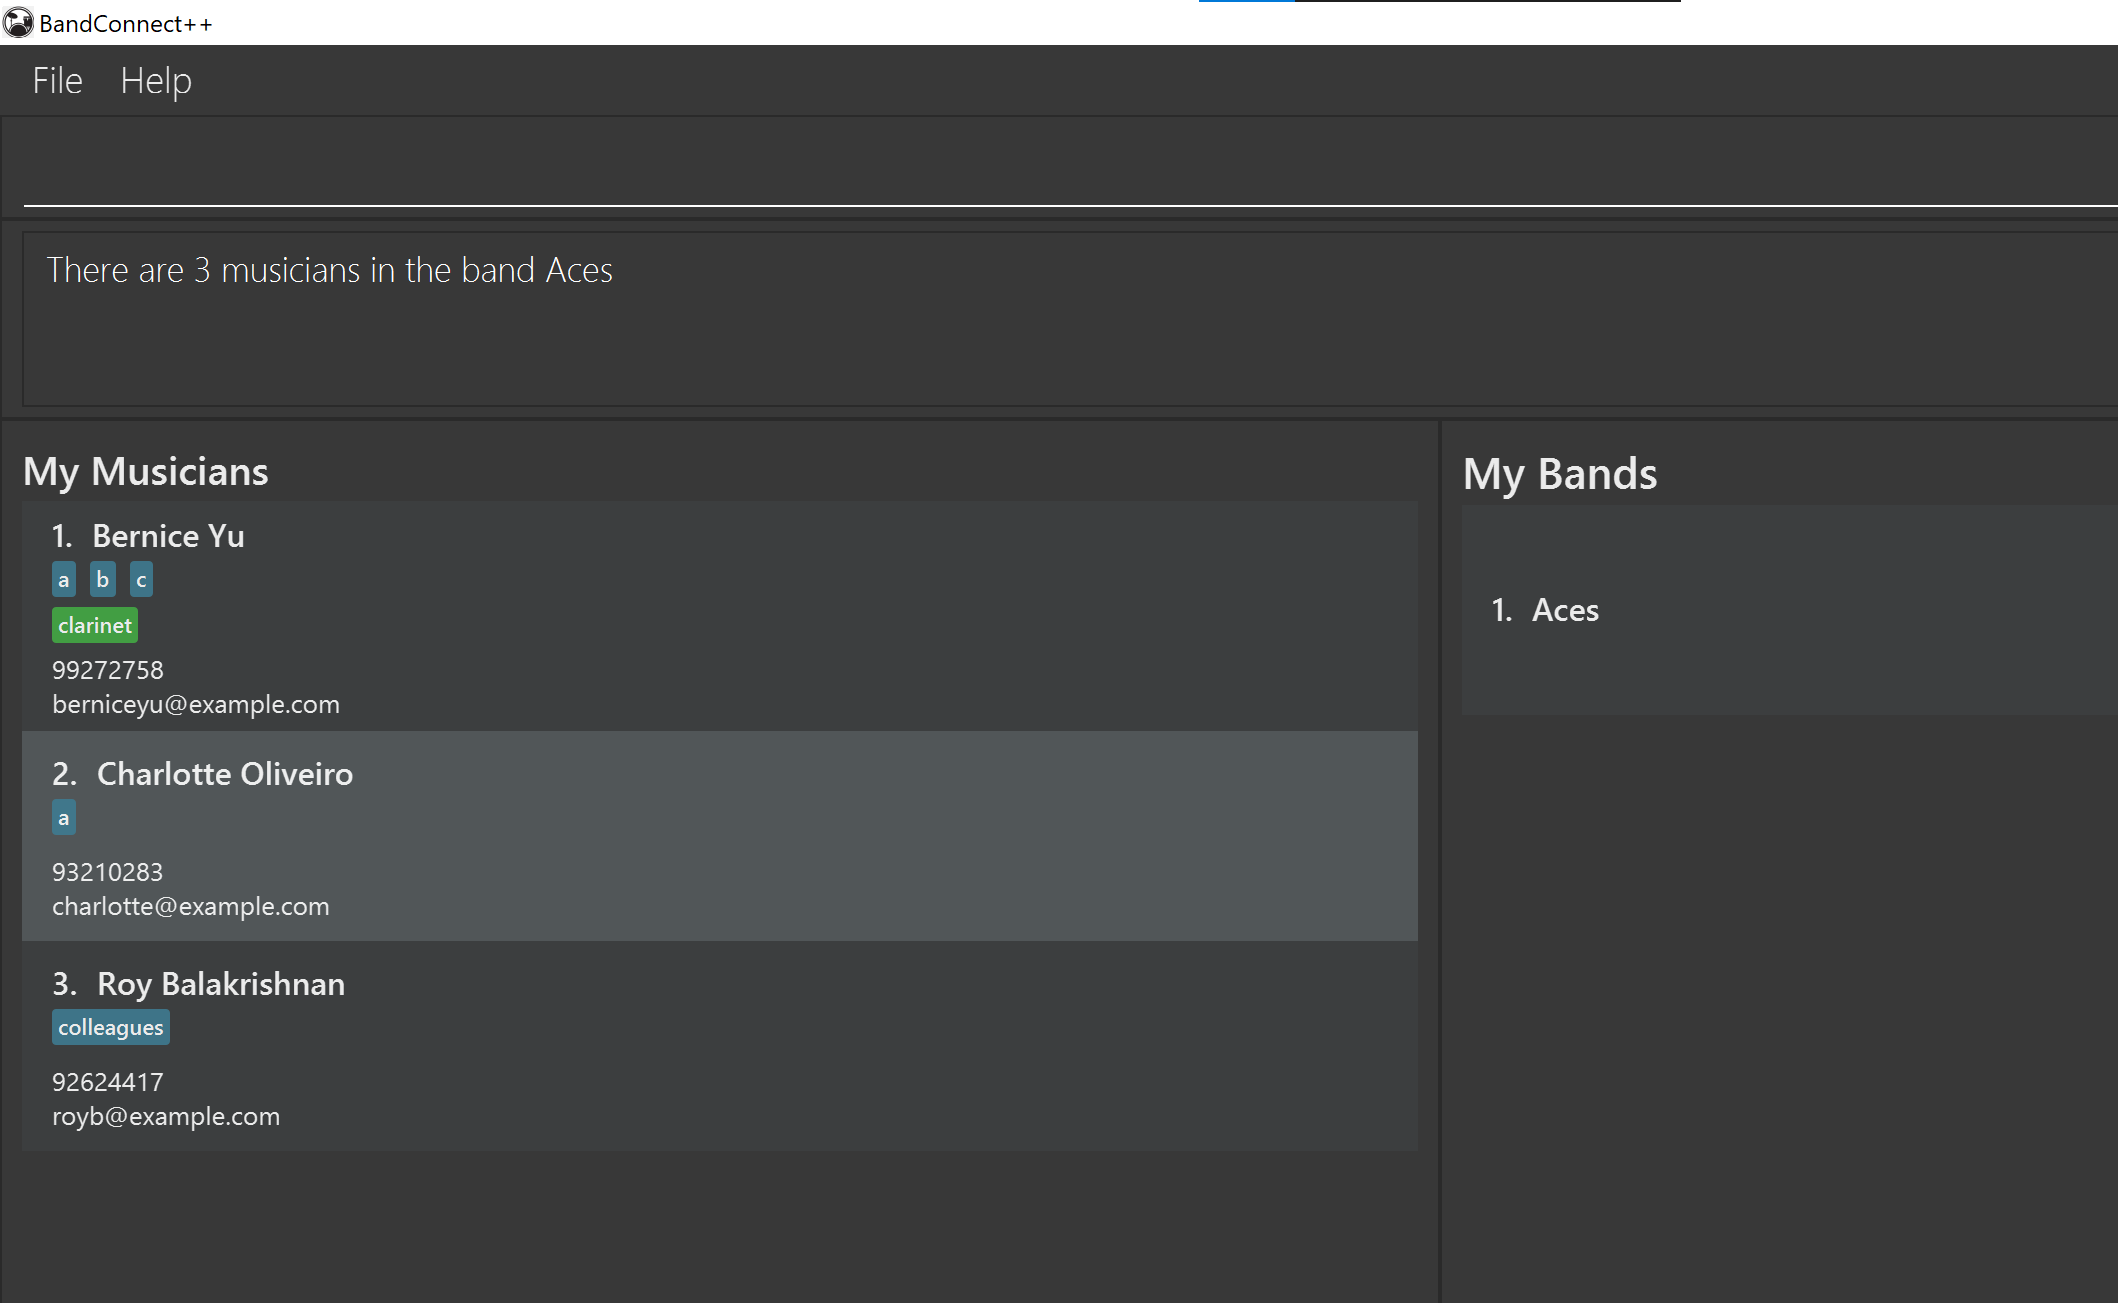 BandConnect++
File Help
There are 3 musicians in the band Aces
My Musicians
1. Bernice Yu
a b c
clarinet
99272758
berniceyu@example.com
2. Charlotte Oliveiro
a
93210283
charlotte@example.com
3. Roy Balakrishnan
colleagues
92624417
royb@example.com
My Bands
1. Aces